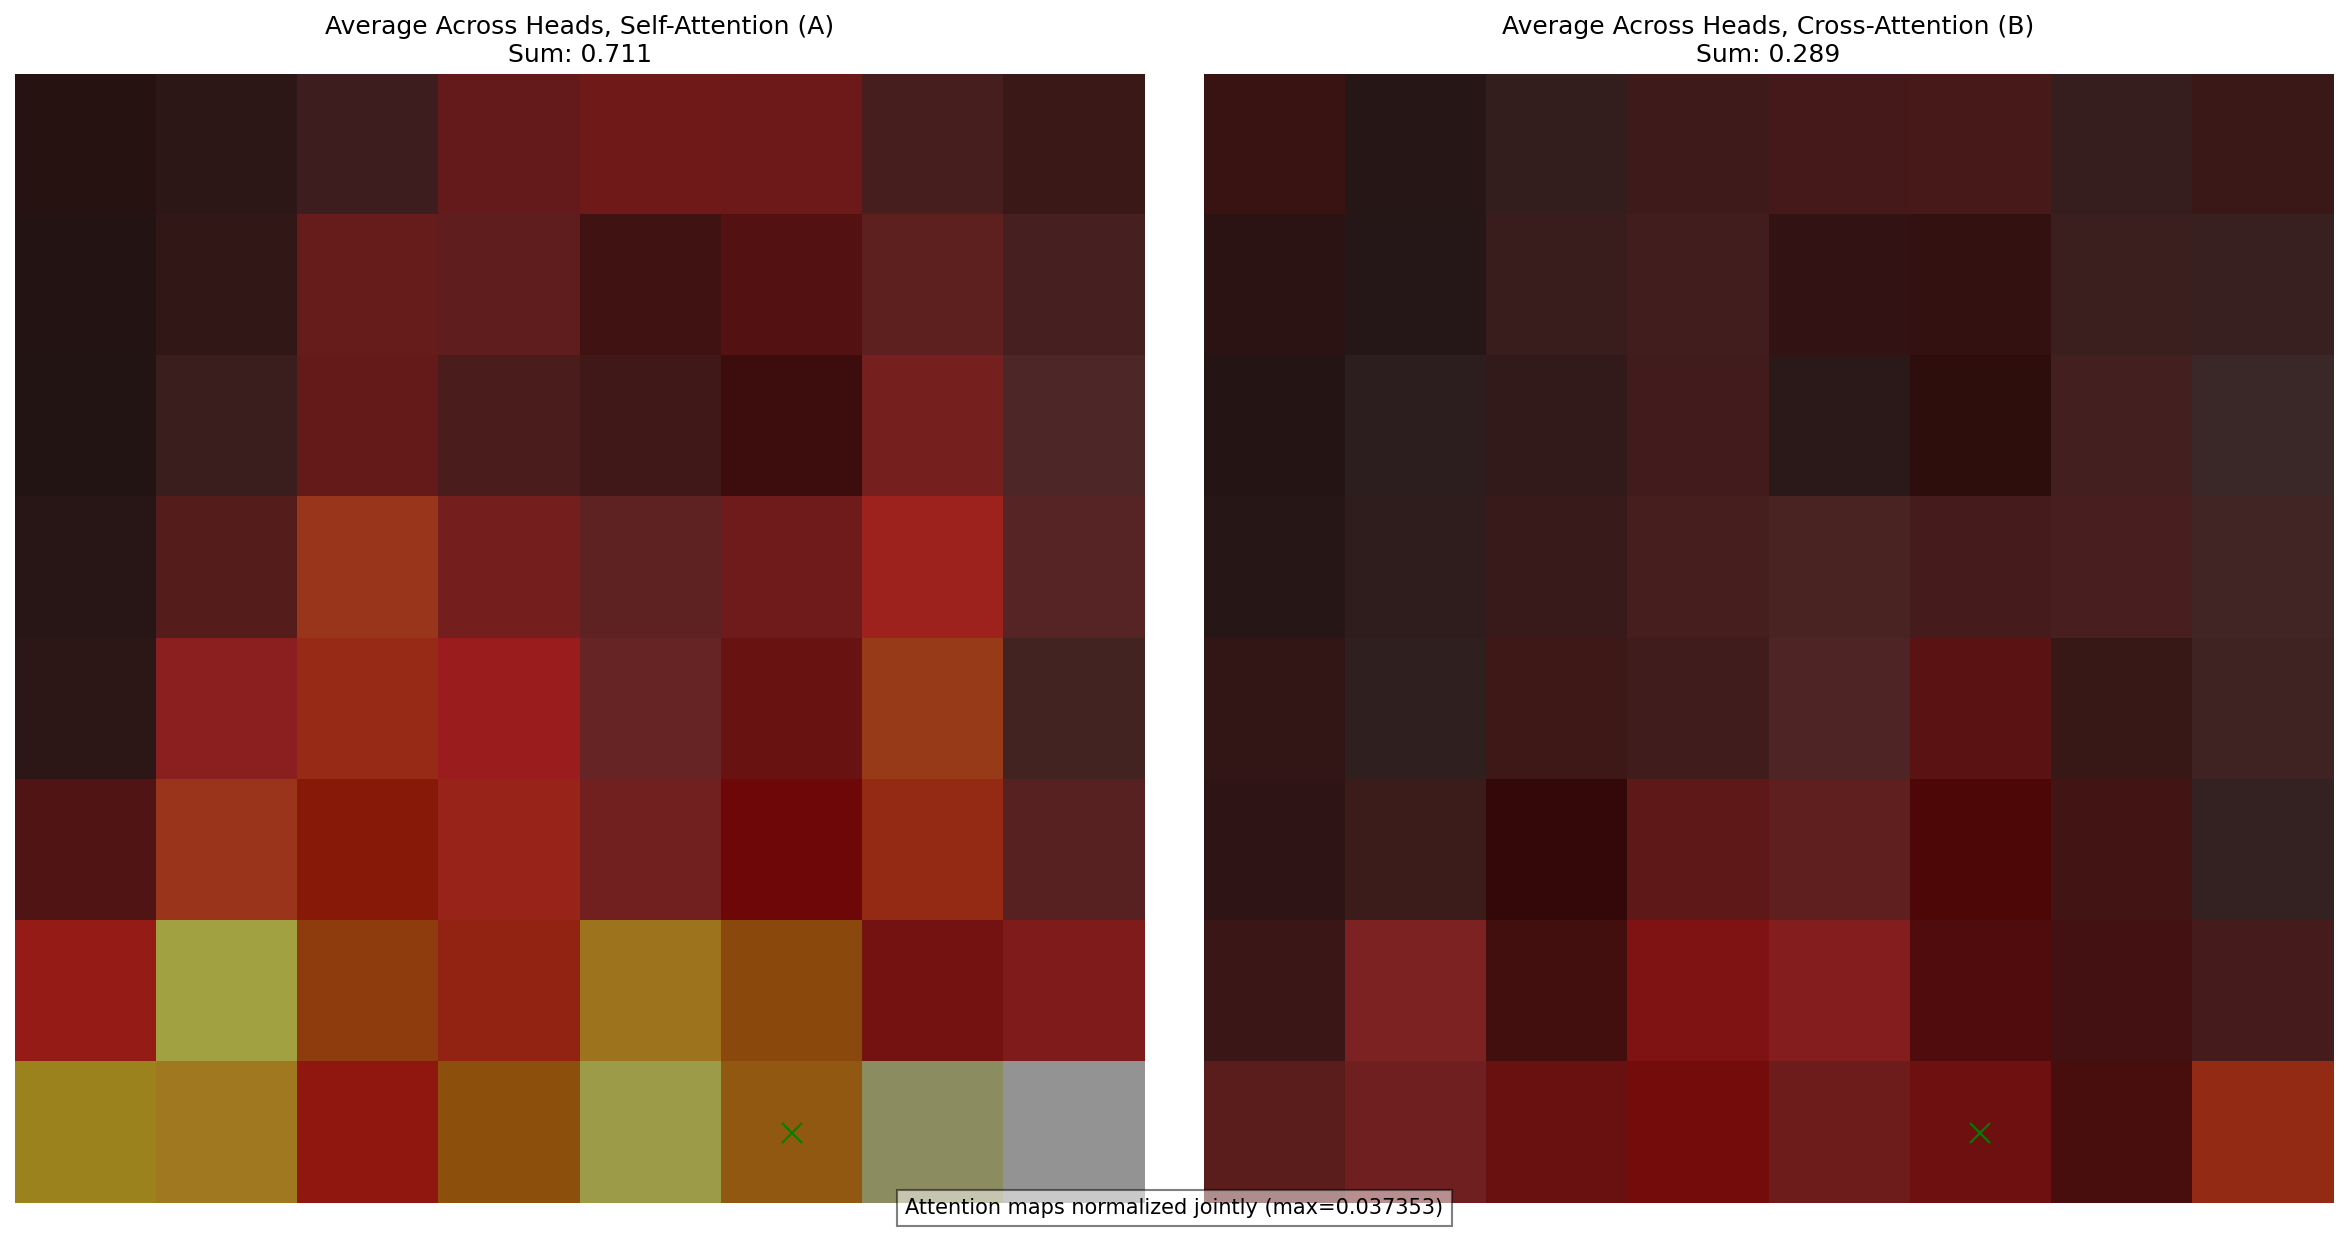 Average Across Heads, Self-Attention (A)
Sum: 0.711
Average Across Heads, Cross-Attention (B)
Sum: 0.289
Attention maps normalized jointly (max=0.037353)